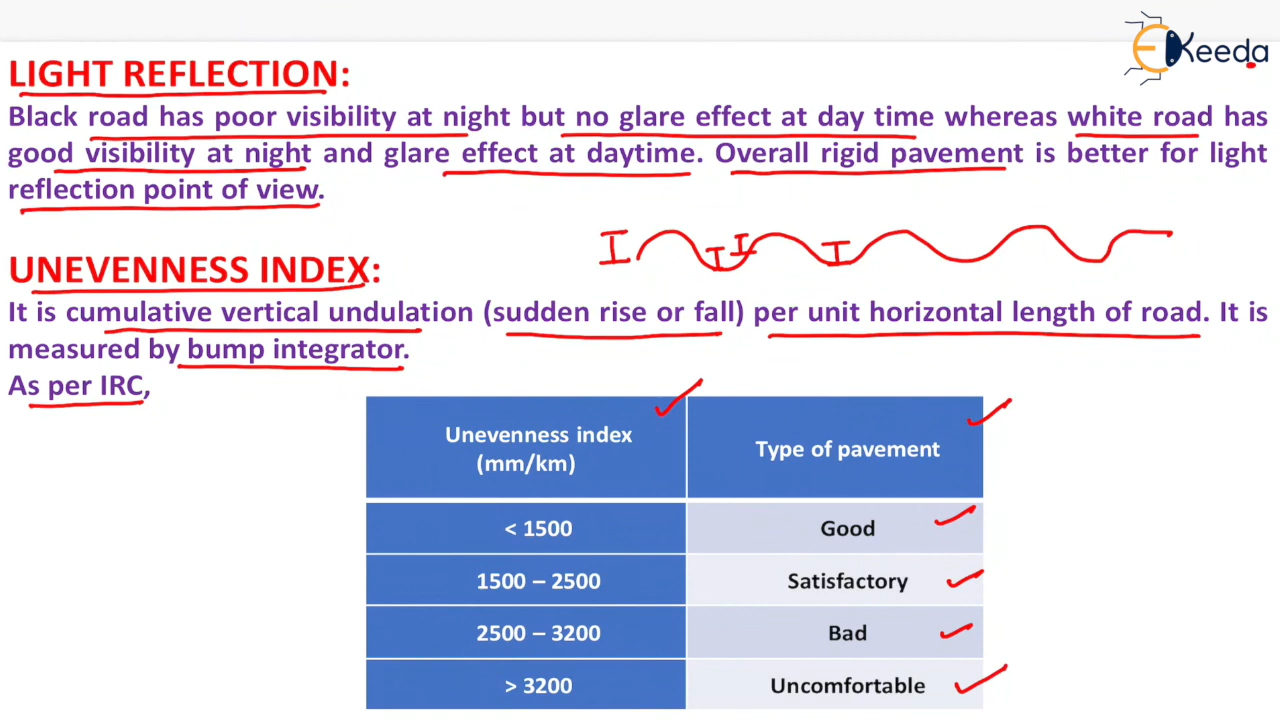 EKeeda
LIGHT REFLECTION:
Black road has poor visibility at night but no glare effect at day time whereas white road has
good visibility at night and glare effect at daytime. Overall rigid pavement is better for light
reflection point of view.
UNEVENNESS INDEX:
It is cumulative vertical undulation (sudden rise or fall) per unit horizontal length of road. It is
measured by bump integrator.
As per IRC,
Unevenness index
(mm/km)
Type of pavement
< 1500
Good
1500 – 2500
Satisfactory
2500 – 3200
Bad
> 3200
Uncomfortable